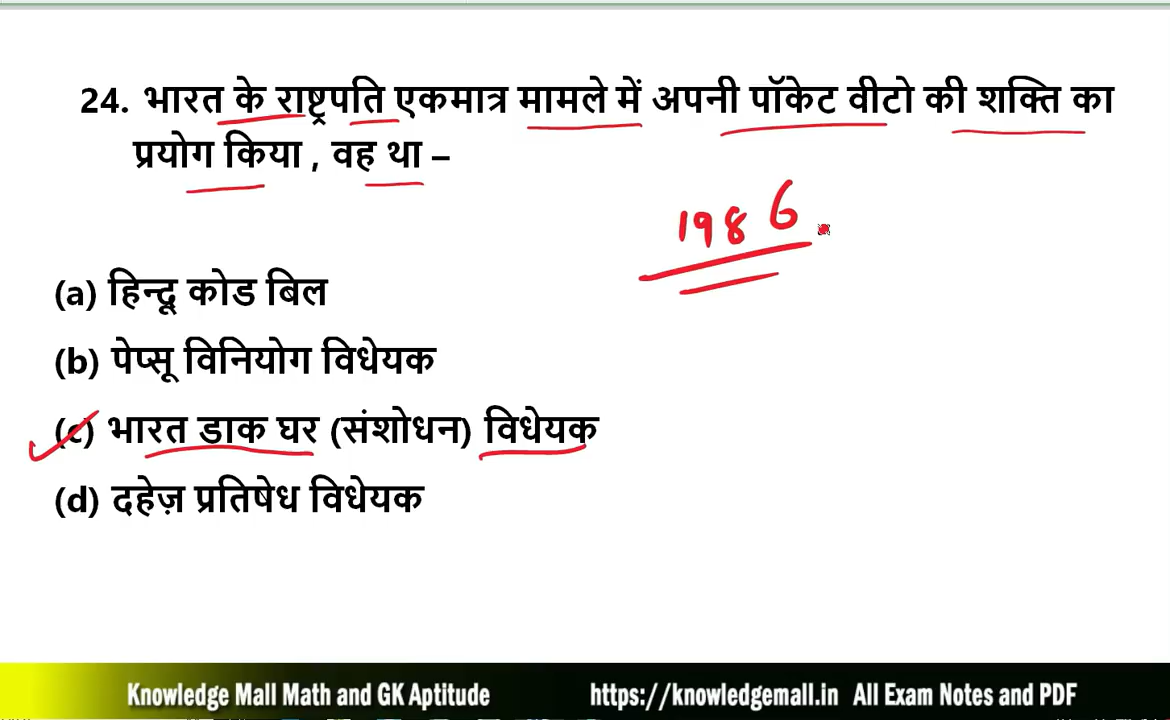 24. भारत के राष्ट्रपति एकमात्र मामले में अपनी पॉकेट वीटो की शक्ति का
प्रयोग किया , वह था –
1986
(a) हिन्दू कोड बिल
(b) पेप्सू विनियोग विधेयक
(c) भारत डाक घर (संशोधन) विधेयक
(d) दहेज़ प्रतिषेध विधेयक
Knowledge Mall Math and GK Aptitude https://knowledgemall.in All Exam Notes and PDF